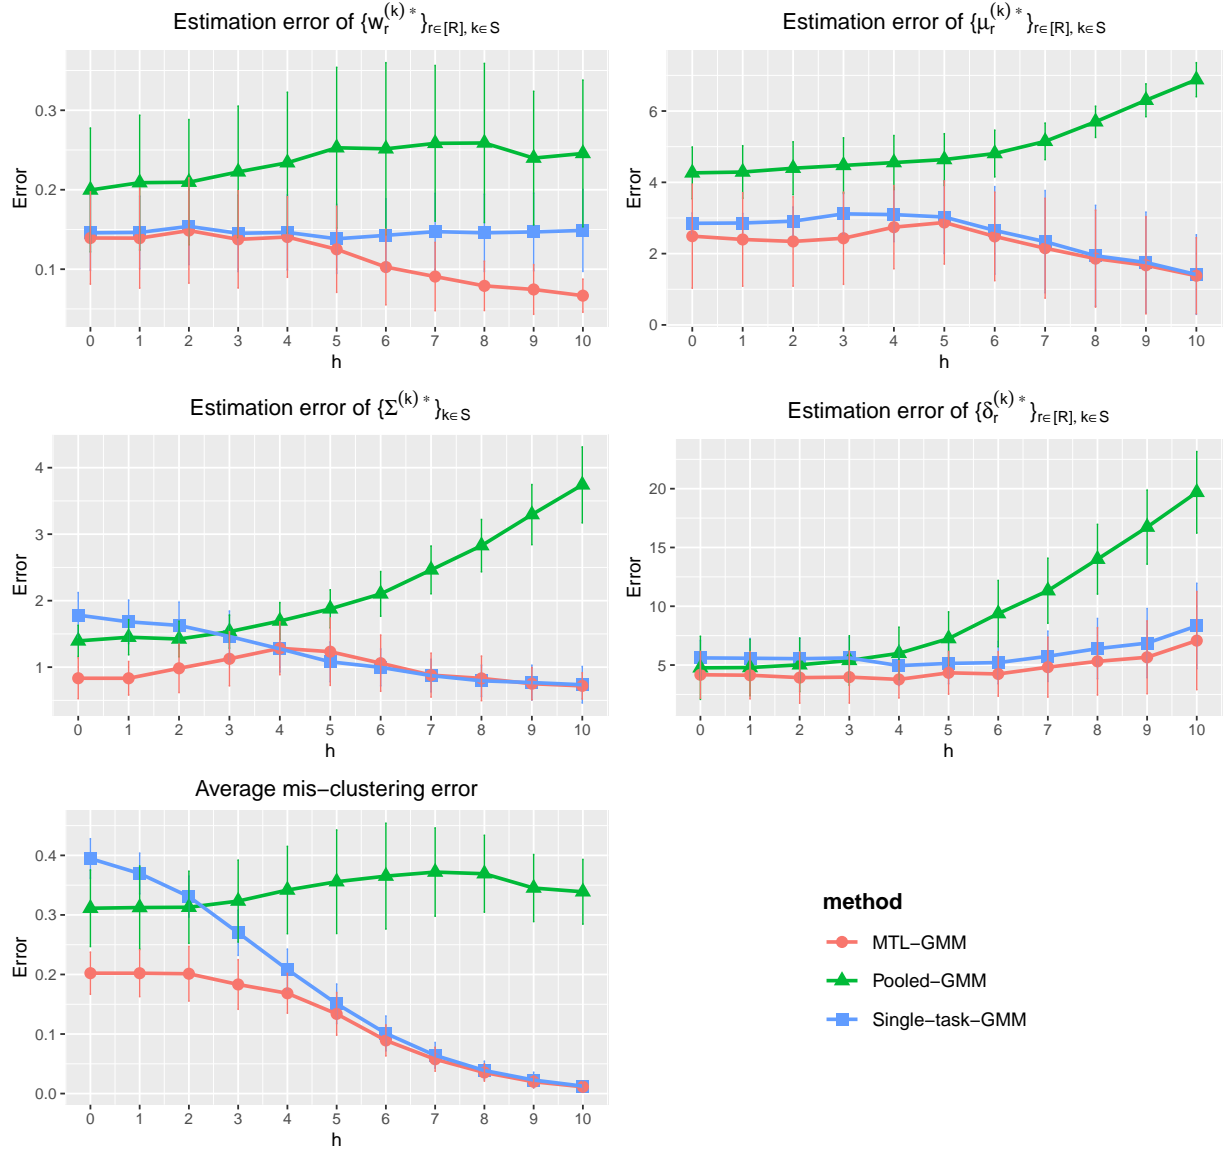 Estimation error of {w_r^(k)*}_r∈[R], k∈S
Error
0.3
0.2
0.1
0 1 2 3 4 5 6 7 8 9 10
h
Estimation error of {μ_r^(k)*}_r∈[R], k∈S
Error
6
4
2
0
0 1 2 3 4 5 6 7 8 9 10
h
Estimation error of {Σ^(k)*}_k∈S
Error
4
3
2
1
0 1 2 3 4 5 6 7 8 9 10
h
Estimation error of {δ_r^(k)*}_r∈[R], k∈S
Error
20
15
10
5
0 1 2 3 4 5 6 7 8 9 10
h
Average mis−clustering error
Error
0.4
0.3
0.2
0.1
0.0
0 1 2 3 4 5 6 7 8 9 10
h
method
MTL−GMM
Pooled−GMM
Single−task−GMM